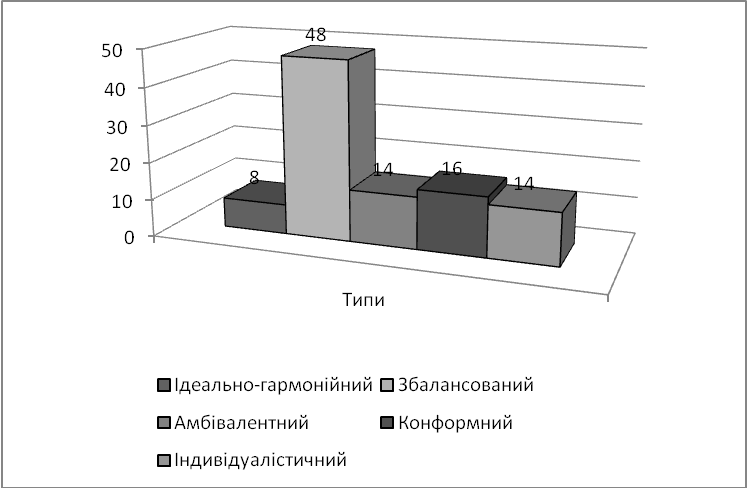 48
50
40
30
20
10
0
8
14
16
14
Типи
Ідеально-гармонійний Збалансований
Амбівалентний Конформний
Індивідуалістичний